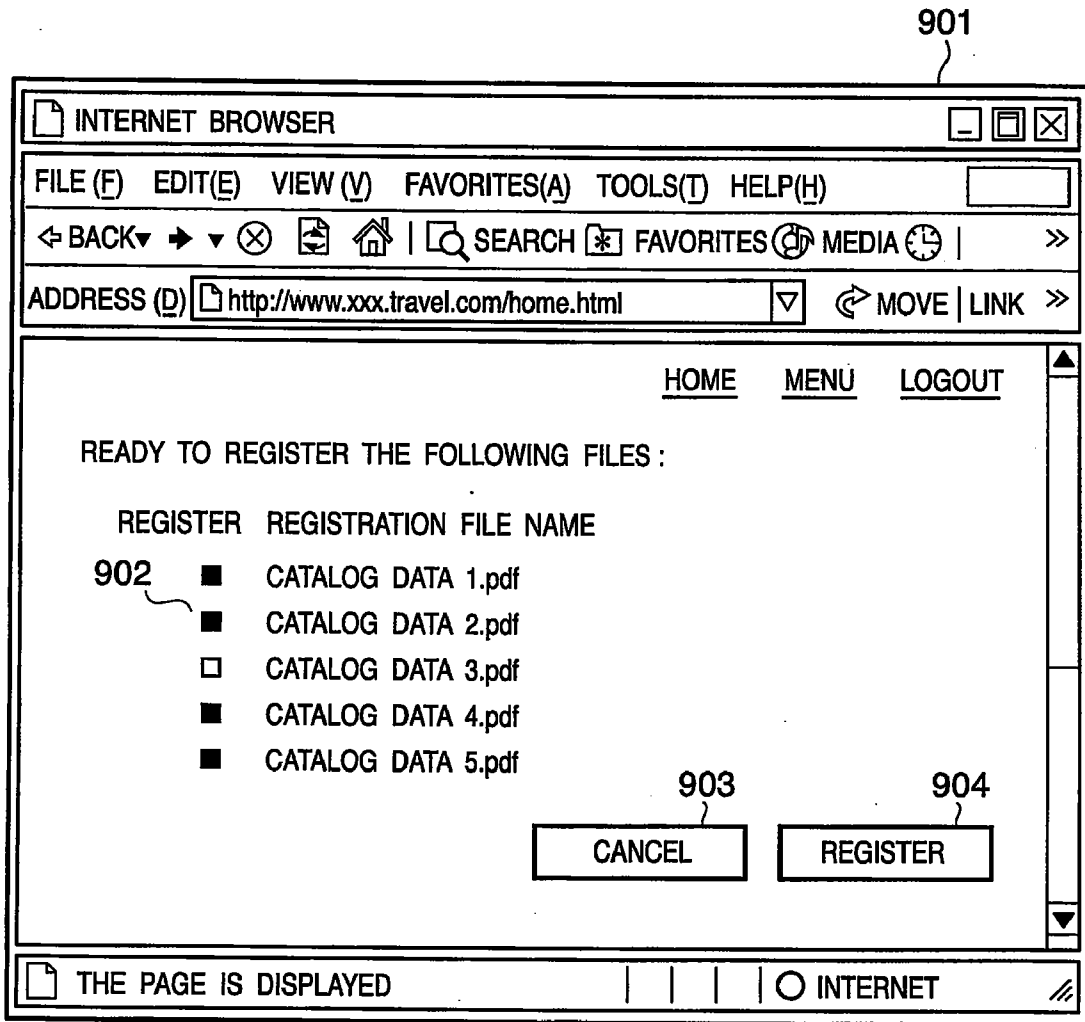 901
INTERNET BROWSER
FILE (F) EDIT(E) VIEW (V) FAVORITES(A) TOOLS(T) HELP(H)
BACK SEARCH FAVORITES MEDIA »
ADDRESS (D) http://www.xxx.travel.com/home.html MOVE LINK »
HOME MENU LOGOUT
READY TO REGISTER THE FOLLOWING FILES :
REGISTER REGISTRATION FILE NAME
902 CATALOG DATA 1.pdf
CATALOG DATA 2.pdf
CATALOG DATA 3.pdf
CATALOG DATA 4.pdf
CATALOG DATA 5.pdf
903 904
CANCEL REGISTER
THE PAGE IS DISPLAYED INTERNET